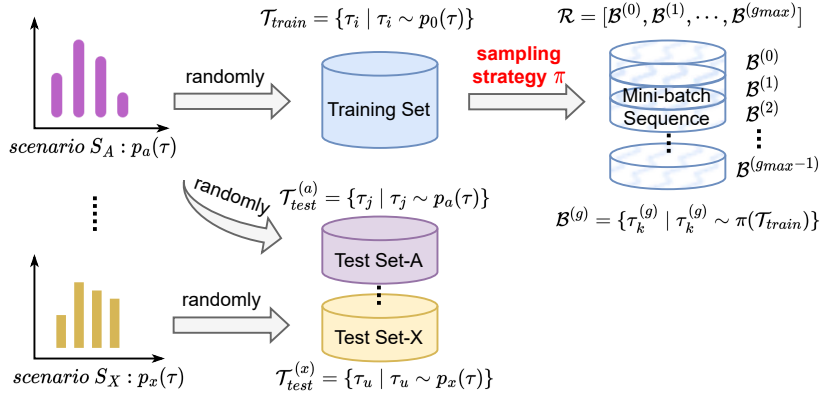 𝒯_train = {τ_i | τ_i ∼ p_0(τ)}
ℛ = [ℬ^(0), ℬ^(1), ⋯, ℬ^(g_max)]
randomly
sampling
strategy π
Training Set
Mini-batch
Sequence
ℬ^(0)
ℬ^(1)
ℬ^(2)
ℬ^(g_max−1)
scenario S_A : p_a(τ)
randomly
𝒯_test^(a) = {τ_j | τ_j ∼ p_a(τ)}
ℬ^(g) = {τ_k^(g) | τ_k^(g) ∼ π(𝒯_train)}
Test Set-A
randomly
Test Set-X
scenario S_X : p_x(τ)
𝒯_test^(x) = {τ_u | τ_u ∼ p_x(τ)}